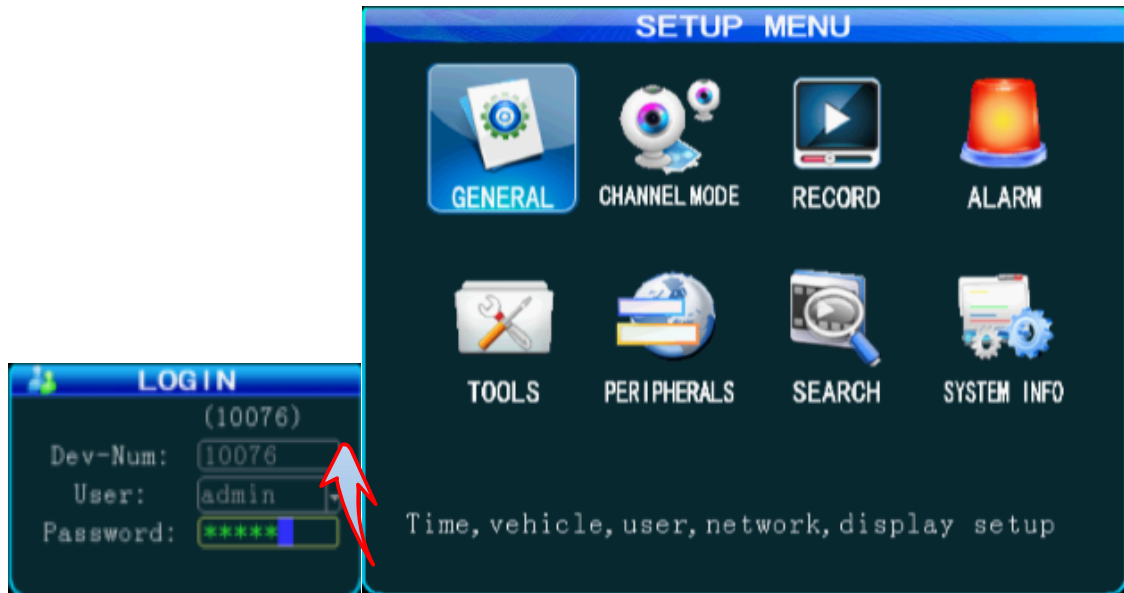 SETUP MENU
GENERAL
CHANNEL MODE
RECORD
ALARM
TOOLS
PERIPHERALS
SEARCH
SYSTEM INFO
Time, vehicle, user, network, display setup
LOGIN
(10076)
Dev-Num: 10076
User: admin
Password: *****